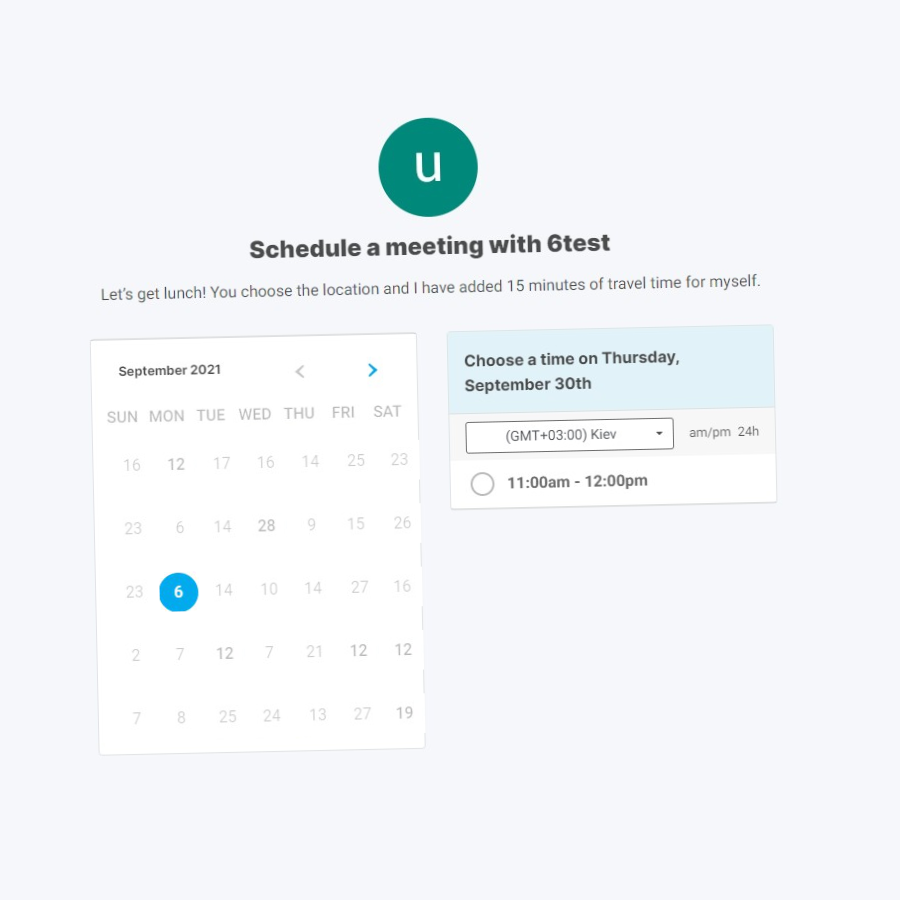 u
Schedule a meeting with 6test
Let's get lunch! You choose the location and I have added 15 minutes of travel time for myself.
September 2021
SUN MON TUE WED THU FRI SAT
16 12 17 16 14 25 23
23 6 14 28 9 15 26
23 6 14 10 14 27 16
2 7 12 7 21 12 12
7 8 25 24 13 27 19
Choose a time on Thursday,
September 30th
(GMT+03:00) Kiev am/pm 24h
11:00am - 12:00pm